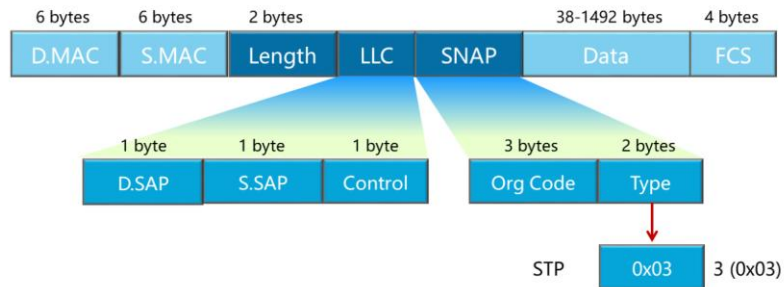 6 bytes 6 bytes 2 bytes 38-1492 bytes 4 bytes
D.MAC S.MAC Length LLC SNAP Data FCS
1 byte 1 byte 1 byte 3 bytes 2 bytes
D.SAP S.SAP Control Org Code Type
STP 0x03 3 (0x03)